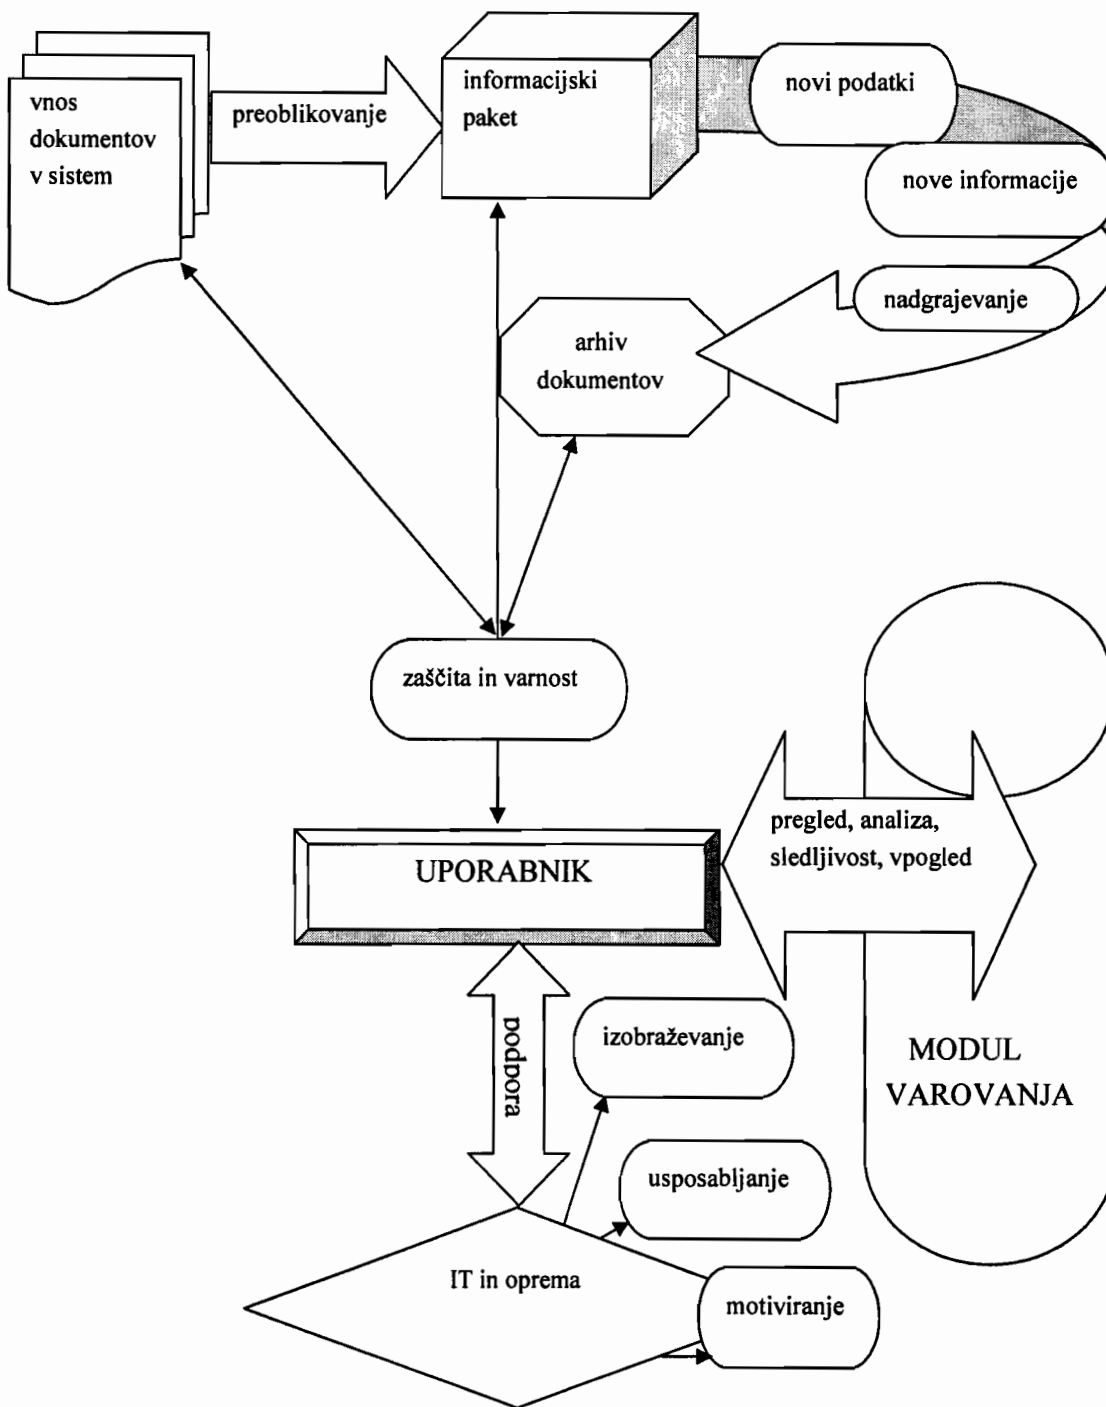 vnos
dokumentov
v sistem
preoblikovanje
informacijski
paket
novi podatki
nove informacije
nadgrajevanje
arhiv
dokumentov
zaščita in varnost
pregled, analiza,
sledljivost, vpogled
UPORABNIK
podpora
izobraževanje
MODUL
VAROVANJA
usposabljanje
IT in oprema
motiviranje